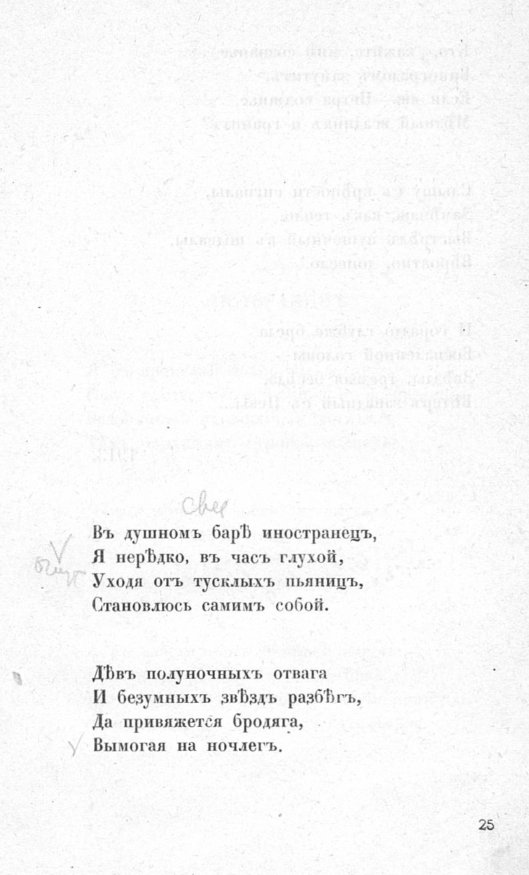 Въ душномъ барѣ иностранецъ,
Я нерѣдко, въ часъ глухой,
Уходя отъ тусклыхъ пьяницъ,
Становлюсь самимъ собой.
Дѣвъ полуночныхъ отвага
И безумныхъ звѣздъ разбѣгъ,
Да привяжется бродяга,
Вымогая на ночлегъ.
25